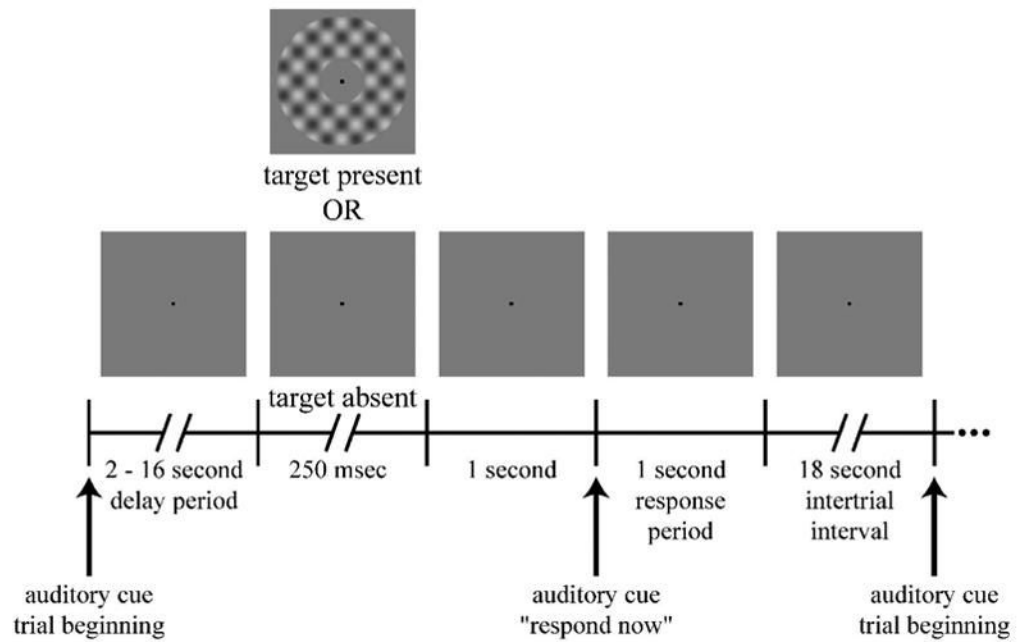 target present
OR
target absent
2 - 16 second
delay period
250 msec
1 second
1 second
response
period
18 second
intertrial
interval
auditory cue
trial beginning
auditory cue
"respond now"
auditory cue
trial beginning